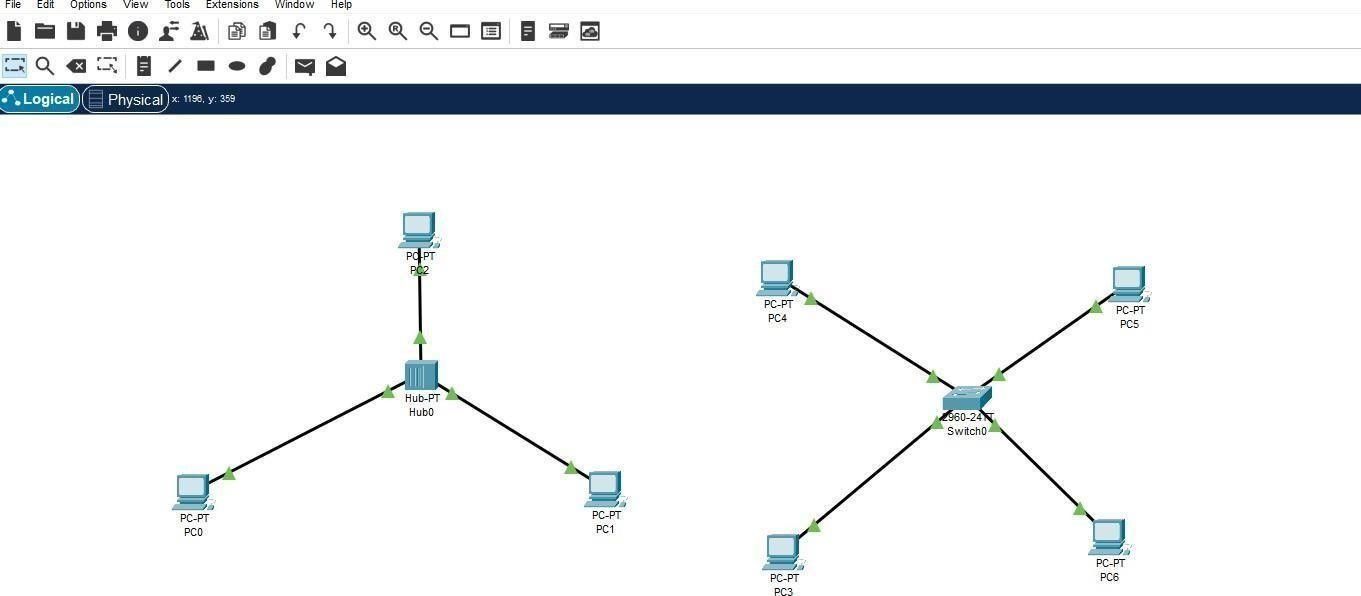 File Edit Options View Tools Extensions Window Help
Logical Physical x: 1196, y: 359
PC-PT
PC2
PC-PT
PC4
PC-PT
PC5
Hub-PT
Hub0
2960-24TT
Switch0
PC-PT
PC0
PC-PT
PC1
PC-PT
PC3
PC-PT
PC6